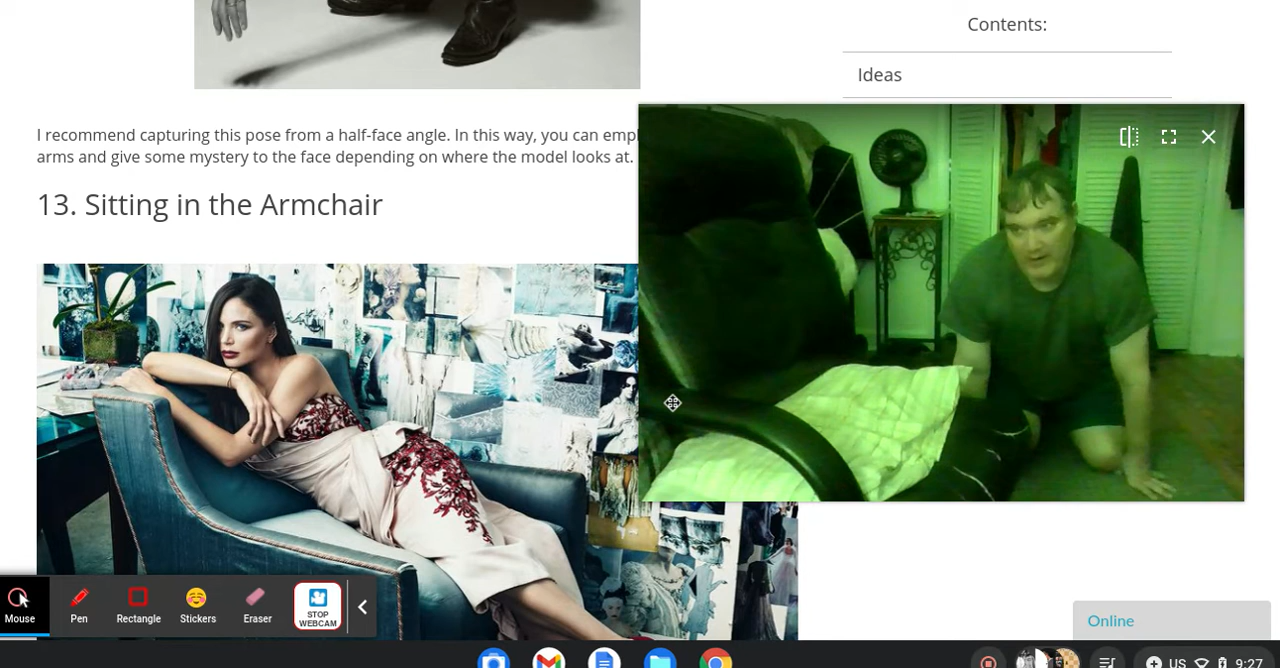 Contents:
Ideas
I recommend capturing this pose from a half-face angle. In this way, you can empl
arms and give some mystery to the face depending on where the model looks at.
13. Sitting in the Armchair
Mouse
Pen
Rectangle
Stickers
Eraser
STOP
WEBCAM
Online
US
9:27